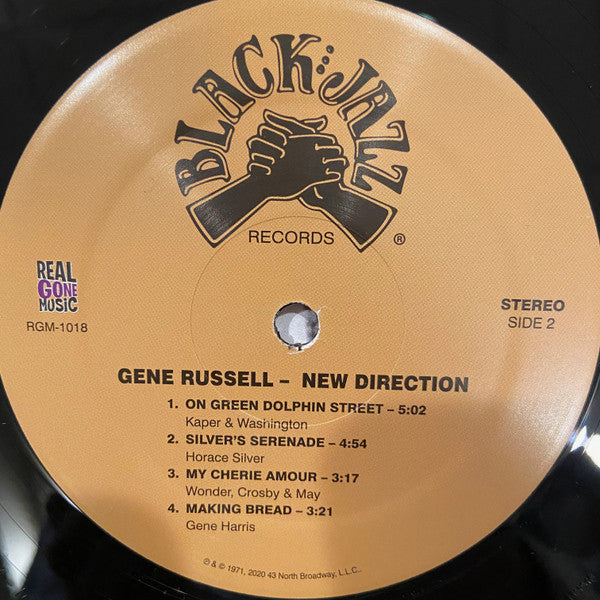 BLACK JAZZ
RECORDS ®
REAL
GONE
MUSIC
RGM-1018
STEREO
SIDE 2
GENE RUSSELL – NEW DIRECTION
1. ON GREEN DOLPHIN STREET – 5:02
Kaper & Washington
2. SILVER'S SERENADE – 4:54
Horace Silver
3. MY CHERIE AMOUR – 3:17
Wonder, Crosby & May
4. MAKING BREAD – 3:21
Gene Harris
℗ & © 1971, 2020 43 North Broadway, L.L.C..